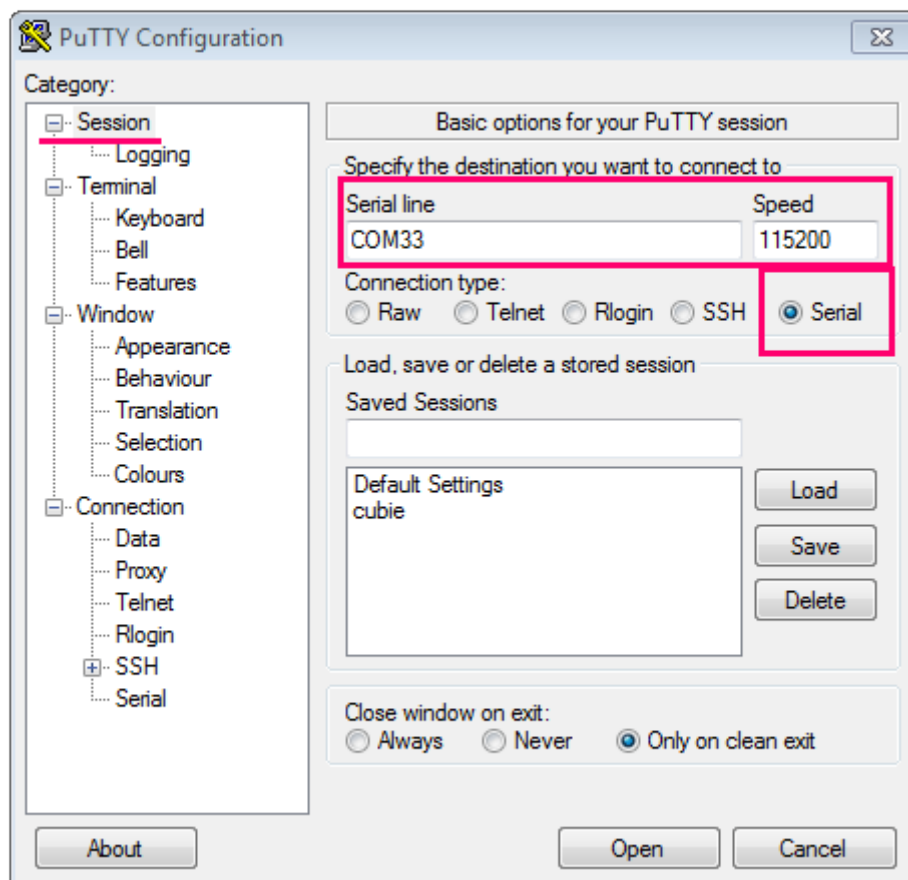 PuTTY Configuration
Category:
Session
Logging
Terminal
Keyboard
Bell
Features
Window
Appearance
Behaviour
Translation
Selection
Colours
Connection
Data
Proxy
Telnet
Rlogin
SSH
Serial
Basic options for your PuTTY session
Specify the destination you want to connect to
Serial line Speed
COM33 115200
Connection type:
Raw Telnet Rlogin SSH Serial
Load, save or delete a stored session
Saved Sessions
Default Settings
cubie
Load
Save
Delete
Close window on exit:
Always Never Only on clean exit
About Open Cancel